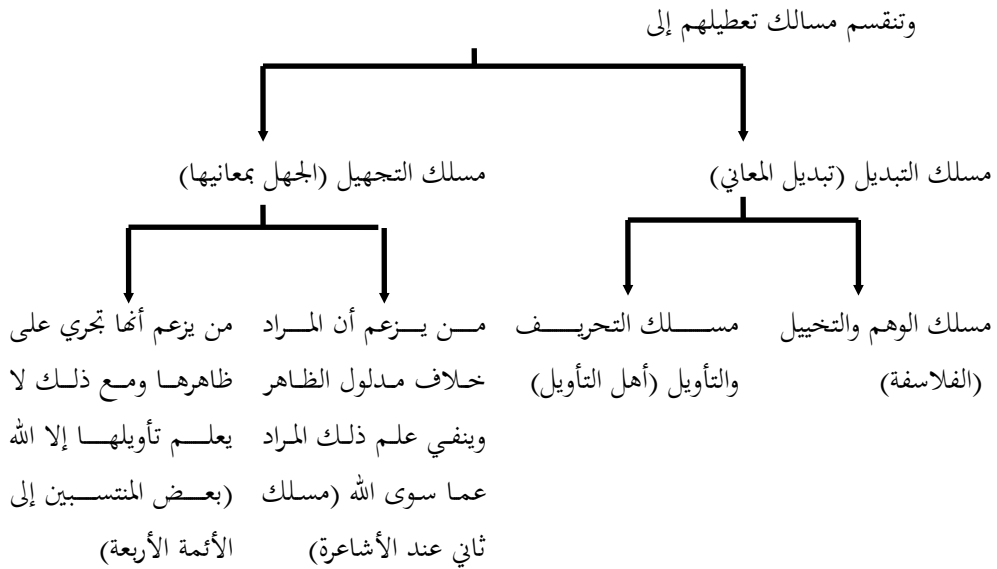 وتنقسم مسالك تعطيلهم إلى
مسلك التبديل (تبديل المعاني)
مسلك التجهيل (الجهل بمعانيها)
مسلك الوهم والتخييل
(الفلاسفة)
مسلك التحريف
والتأويل (أهل التأويل)
من يزعم أن المراد
خلاف مدلول الظاهر
وينفي علم ذلك المراد
عما سوى الله (مسلك
ثاني عند الأشاعرة)
من يزعم أنها تجري على
ظاهرها ومع ذلك لا
يعلم تأويلها إلا الله
(بعض المنتسبين إلى
الأئمة الأربعة)